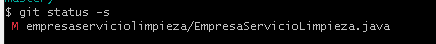 $ git status -s
 M empresaserviciolimpieza/EmpresaServicioLimpieza.java